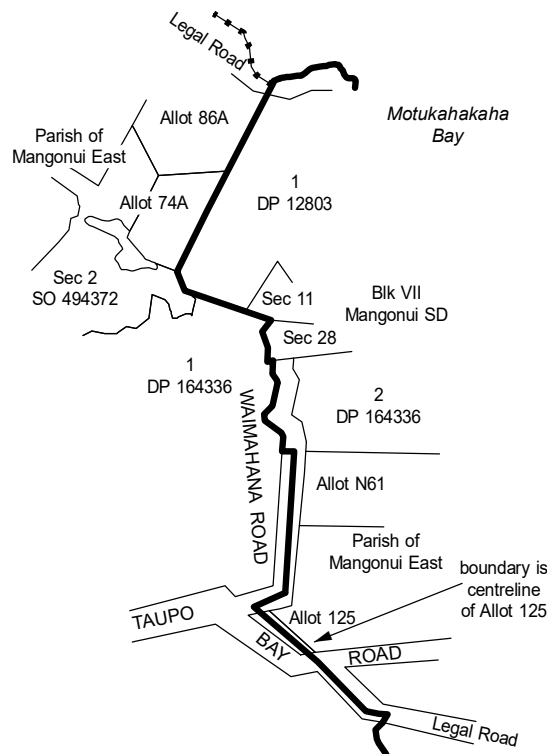 Legal Road
Motukahakaha
Bay
Allot 86A
Parish of
Mangonui East
1
DP 12803
Allot 74A
Sec 2
SO 494372
Sec 11
Blk VII
Mangonui SD
Sec 28
1
DP 164336
2
DP 164336
WAIMAHANA ROAD
Allot N61
Parish of
Mangonui East
boundary is
centreline
of Allot 125
Allot 125
TAUPO
BAY
ROAD
Legal Road